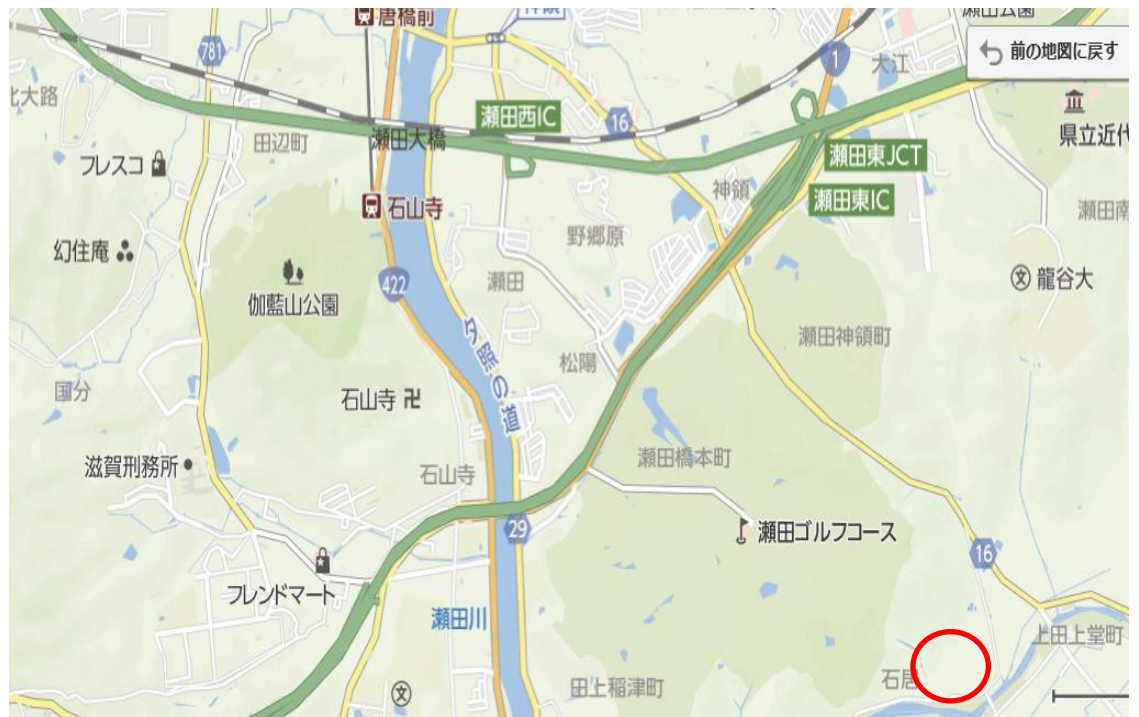 唐橋前
神領
前の地図に戻す
781
1
大江
北大路
瀬田西IC
16
県立近代
田辺町
瀬田大橋
フレスコ
瀬田東JCT
神領
瀬田東IC
石山寺
瀬田南
野郷原
幻住庵
瀬田
龍谷大
422
伽藍山公園
夕照の道
瀬田神領町
松陽
国分
石山寺
滋賀刑務所
石山寺
瀬田橋本町
29
瀬田ゴルフコース
16
フレンドマート
瀬田川
上田上堂町
石居
田上稲津町